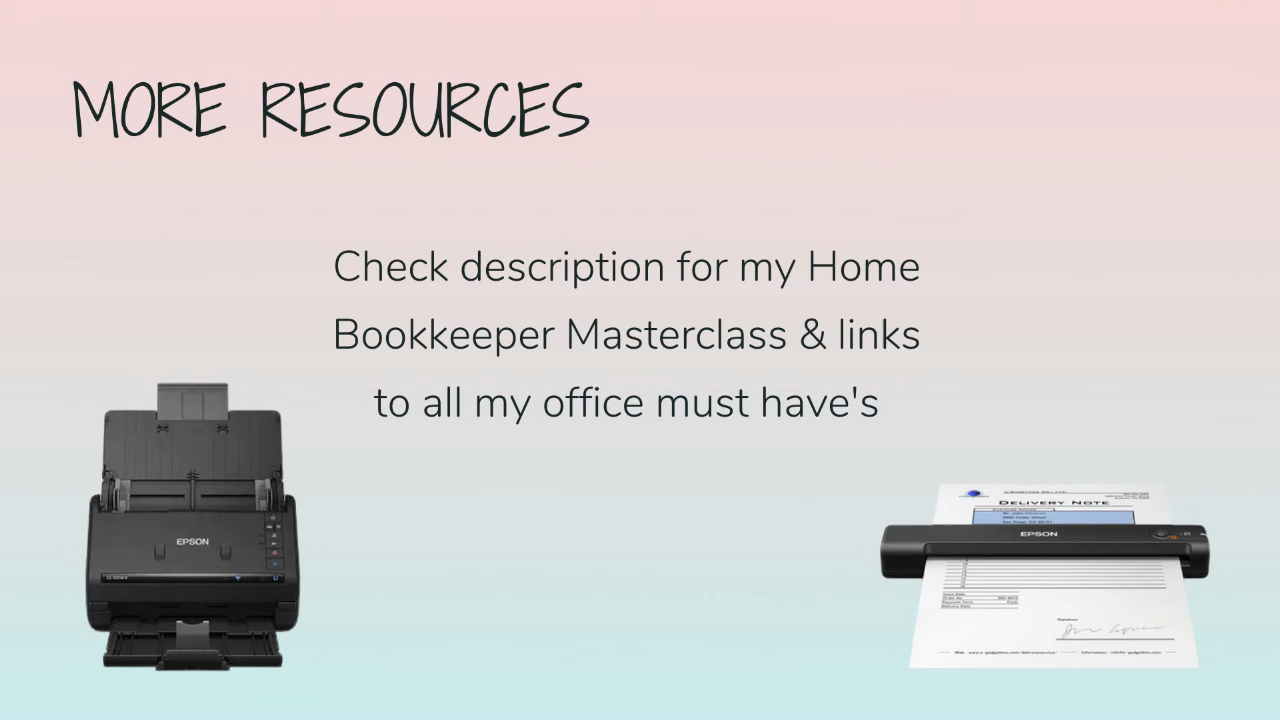 MORE RESOURCES
Check description for my Home
Bookkeeper Masterclass & links
to all my office must have's
EPSON
DELIVERY NOTE
EPSON
Signature